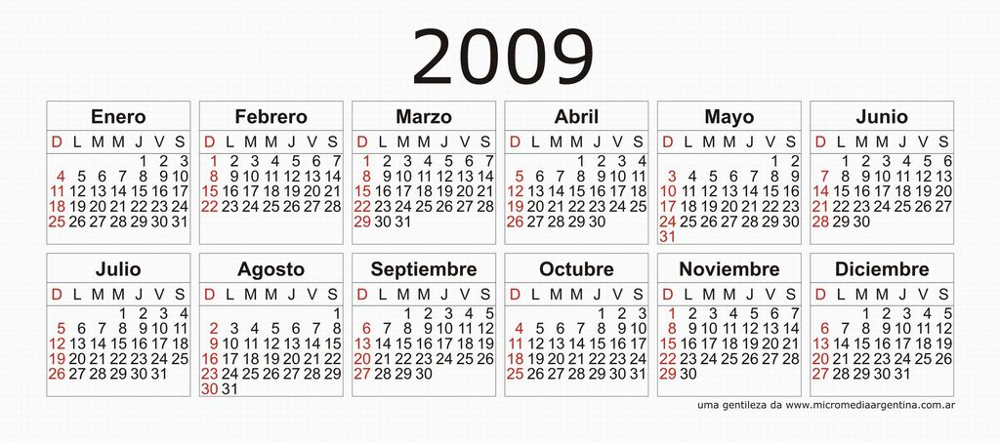 2009
Enero
D L M M J V S
1 2 3
4 5 6 7 8 9 10
11 12 13 14 15 16 17
18 19 20 21 22 23 24
25 26 27 28 29 30 31
Febrero
D L M M J V S
1 2 3 4 5 6 7
8 9 10 11 12 13 14
15 16 17 18 19 20 21
22 23 24 25 26 27 28
Marzo
D L M M J V S
1 2 3 4 5 6 7
8 9 10 11 12 13 14
15 16 17 18 19 20 21
22 23 24 25 26 27 28
29 30 31
Abril
D L M M J V S
1 2 3 4
5 6 7 8 9 10 11
12 13 14 15 16 17 18
19 20 21 22 23 24 25
26 27 28 29 30
Mayo
D L M M J V S
1 2
3 4 5 6 7 8 9
10 11 12 13 14 15 16
17 18 19 20 21 22 23
24 25 26 27 28 29 30
31
Junio
D L M M J V S
1 2 3 4 5 6
7 8 9 10 11 12 13
14 15 16 17 18 19 20
21 22 23 24 25 26 27
28 29 30
Julio
D L M M J V S
1 2 3 4
5 6 7 8 9 10 11
12 13 14 15 16 17 18
19 20 21 22 23 24 25
26 27 28 29 30 31
Agosto
D L M M J V S
1
2 3 4 5 6 7 8
9 10 11 12 13 14 15
16 17 18 19 20 21 22
23 24 25 26 27 28 29
30 31
Septiembre
D L M M J V S
1 2 3 4 5
6 7 8 9 10 11 12
13 14 15 16 17 18 19
20 21 22 23 24 25 26
27 28 29 30
Octubre
D L M M J V S
1 2 3
4 5 6 7 8 9 10
11 12 13 14 15 16 17
18 19 20 21 22 23 24
25 26 27 28 29 30 31
Noviembre
D L M M J V S
1 2 3 4 5 6 7
8 9 10 11 12 13 14
15 16 17 18 19 20 21
22 23 24 25 26 27 28
29 30
Diciembre
D L M M J V S
1 2 3 4 5
6 7 8 9 10 11 12
13 14 15 16 17 18 19
20 21 22 23 24 25 26
27 28 29 30 31
uma gentileza da www.micromediaargentina.com.ar